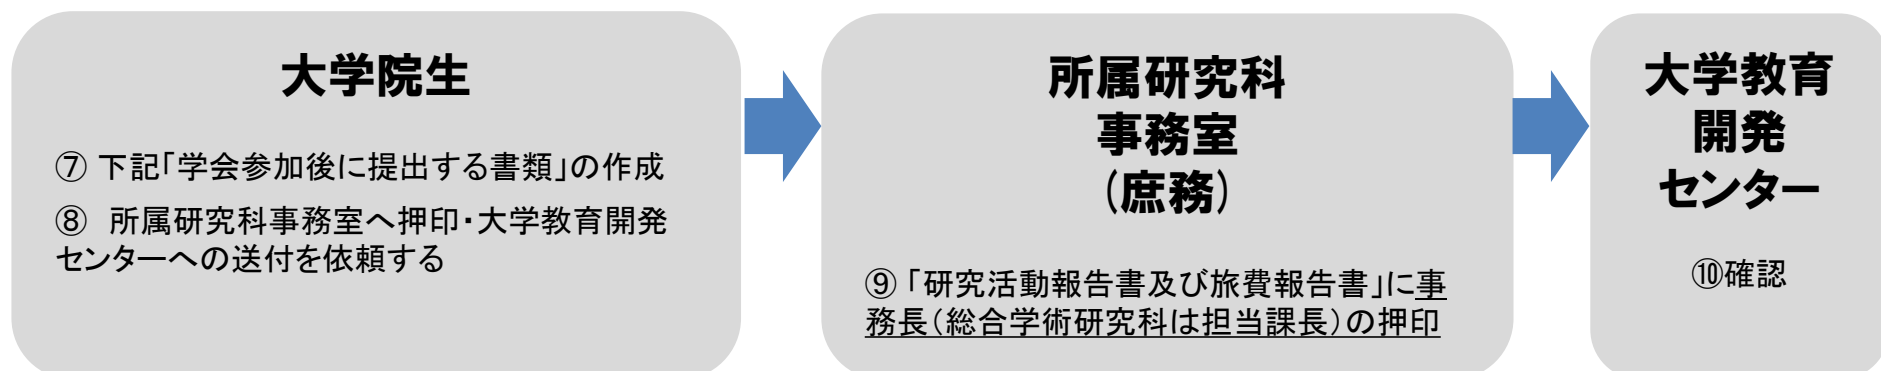 大学院生
⑦ 下記「学会参加後に提出する書類」の作成
⑧　所属研究科事務室へ押印・大学教育開発
センターへの送付を依頼する
所属研究科
事務室
(庶務)
⑨ 「研究活動報告書及び旅費報告書」に事
務長(総合学術研究科は担当課長)の押印
大学教育
開発
センター
⑩確認